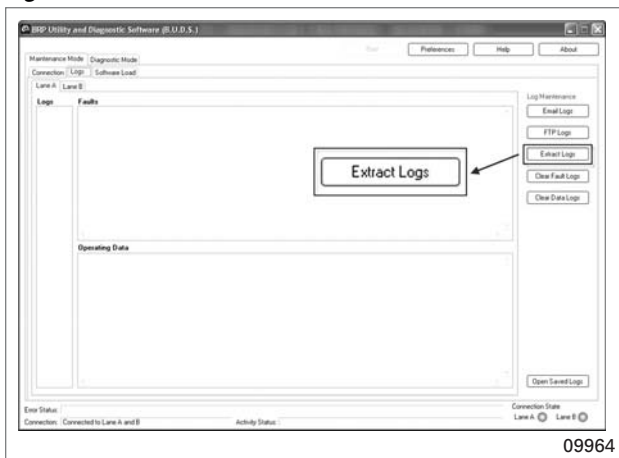 BRP Utility and Diagnostic Software (B.U.D.S.)
Preferences Help About
Maintenance Mode Diagnostic Mode
Connection Logs Software Load
Lane A Lane B
Logs Faults
Log Maintenance
Email Logs
FTP Logs
Extract Logs
Extract Logs
Clear Fault Logs
Clear Data Logs
Operating Data
Open Saved Logs
Error Status:
Connection: Connected to Lane A and B
Activity Status:
Connection State
Lane A Lane B
09964